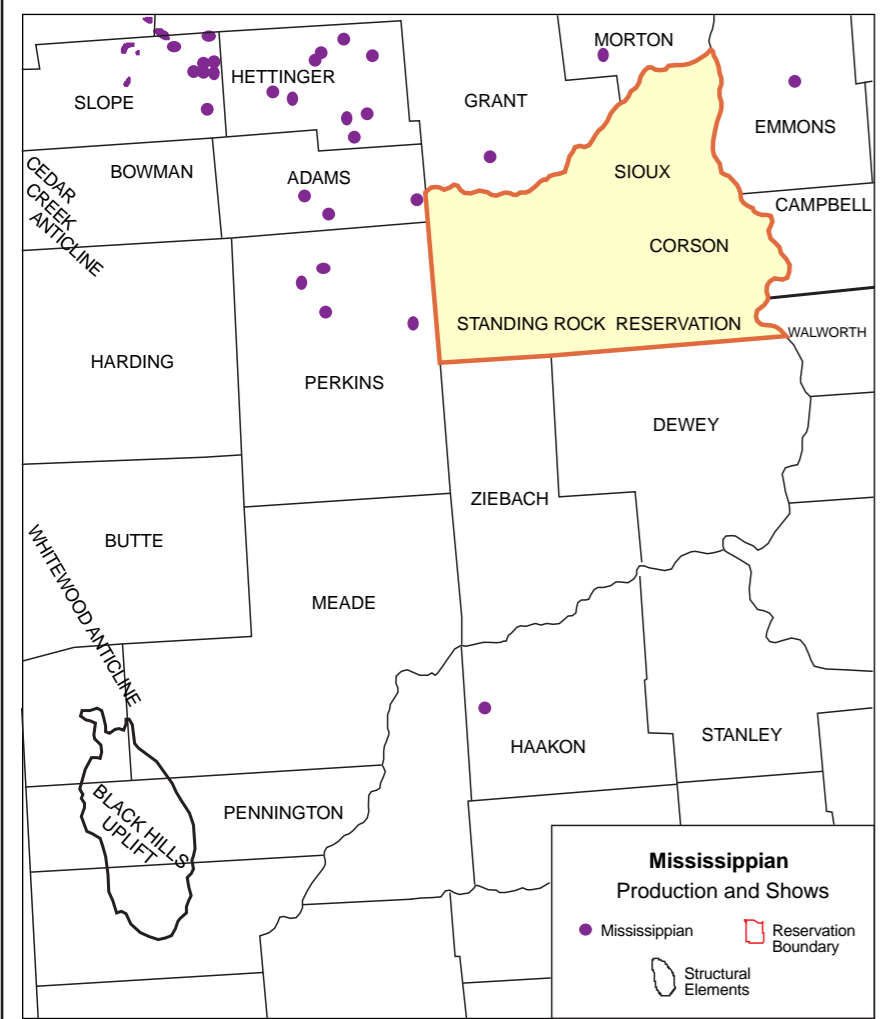 MORTON
HETTINGER
SLOPE
GRANT
EMMONS
CEDAR
CREEK
ANTICLINE
BOWMAN
ADAMS
SIOUX
CAMPBELL
CORSON
STANDING ROCK RESERVATION
WALWORTH
HARDING
PERKINS
DEWEY
ZIEBACH
BUTTE
WHITEWOOD ANTICLINE
MEADE
HAAKON
STANLEY
BLACK HILLS
UPLIFT
PENNINGTON
Mississippian
Production and Shows
Mississippian
Reservation
Boundary
Structural
Elements